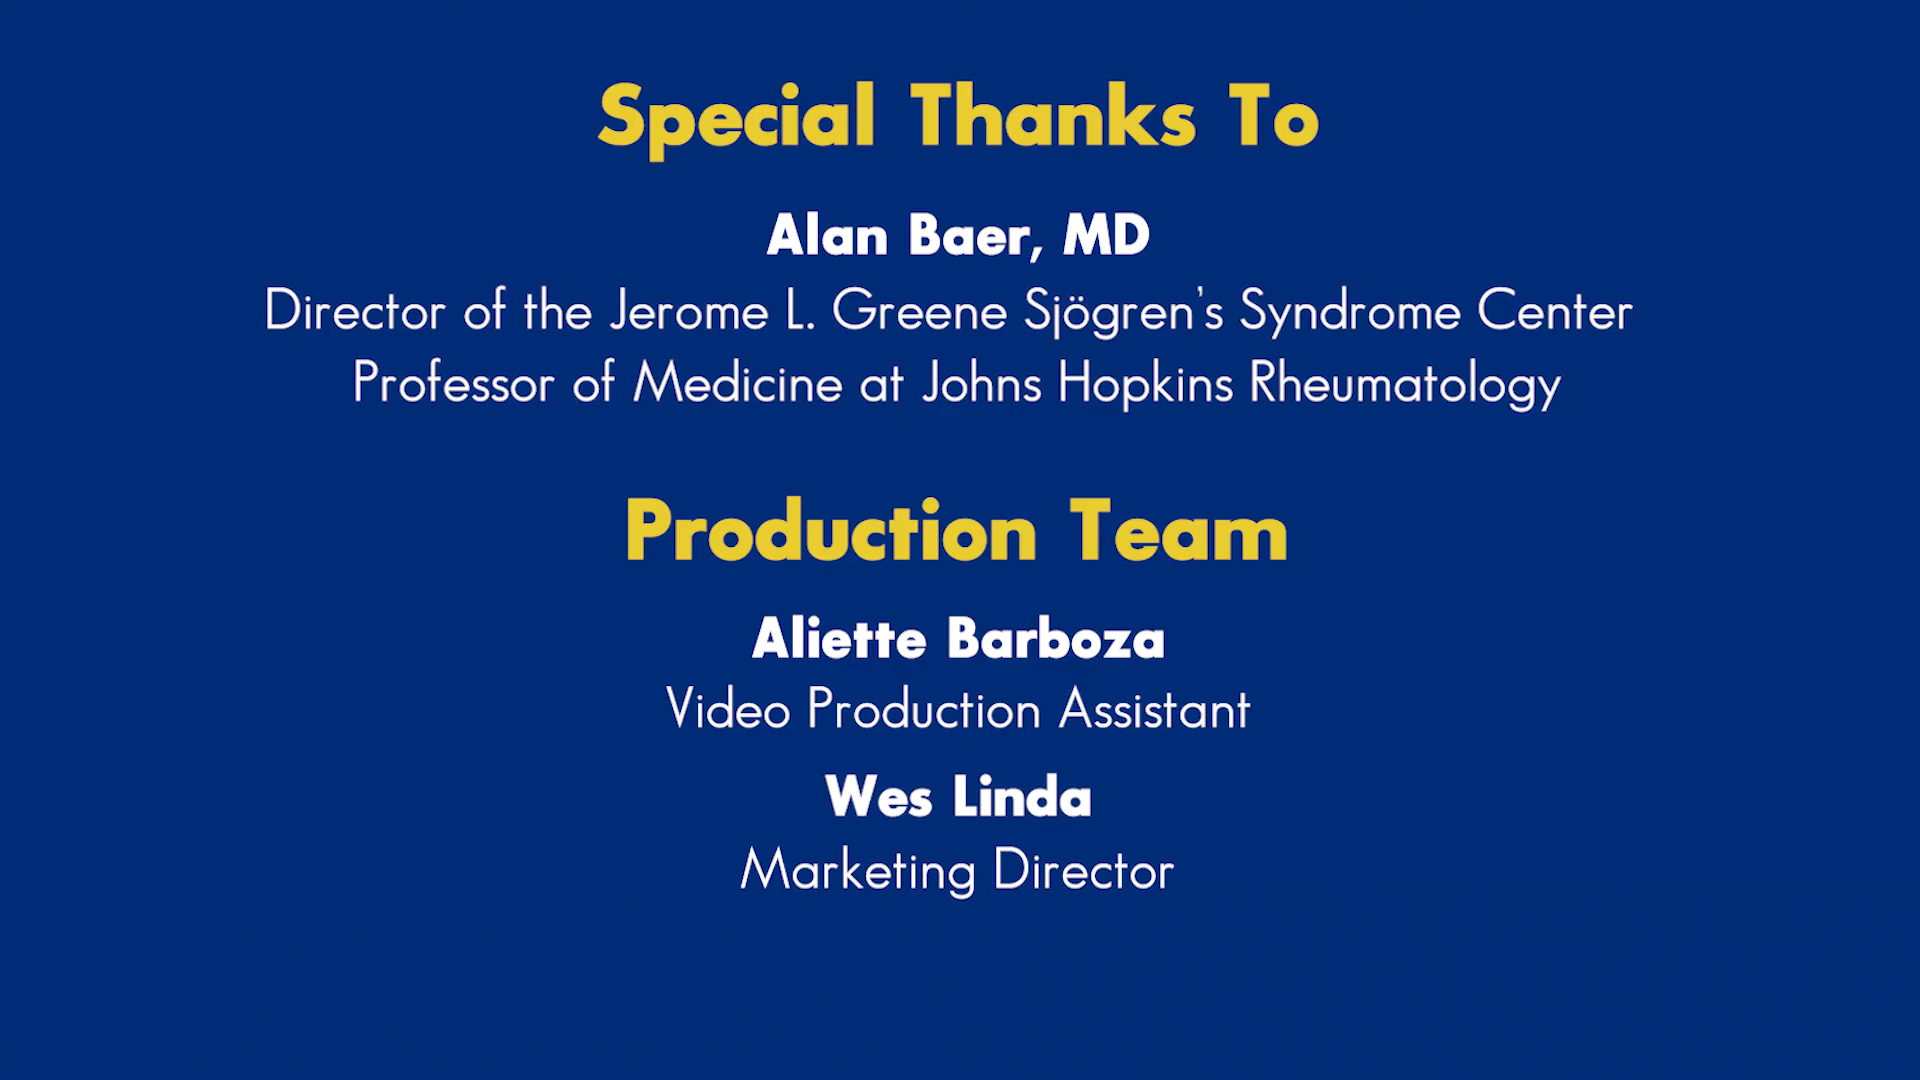 Special Thanks To
Alan Baer, MD
Director of the Jerome L. Greene Sjögren's Syndrome Center
Professor of Medicine at Johns Hopkins Rheumatology
Production Team
Aliette Barboza
Video Production Assistant
Wes Linda
Marketing Director